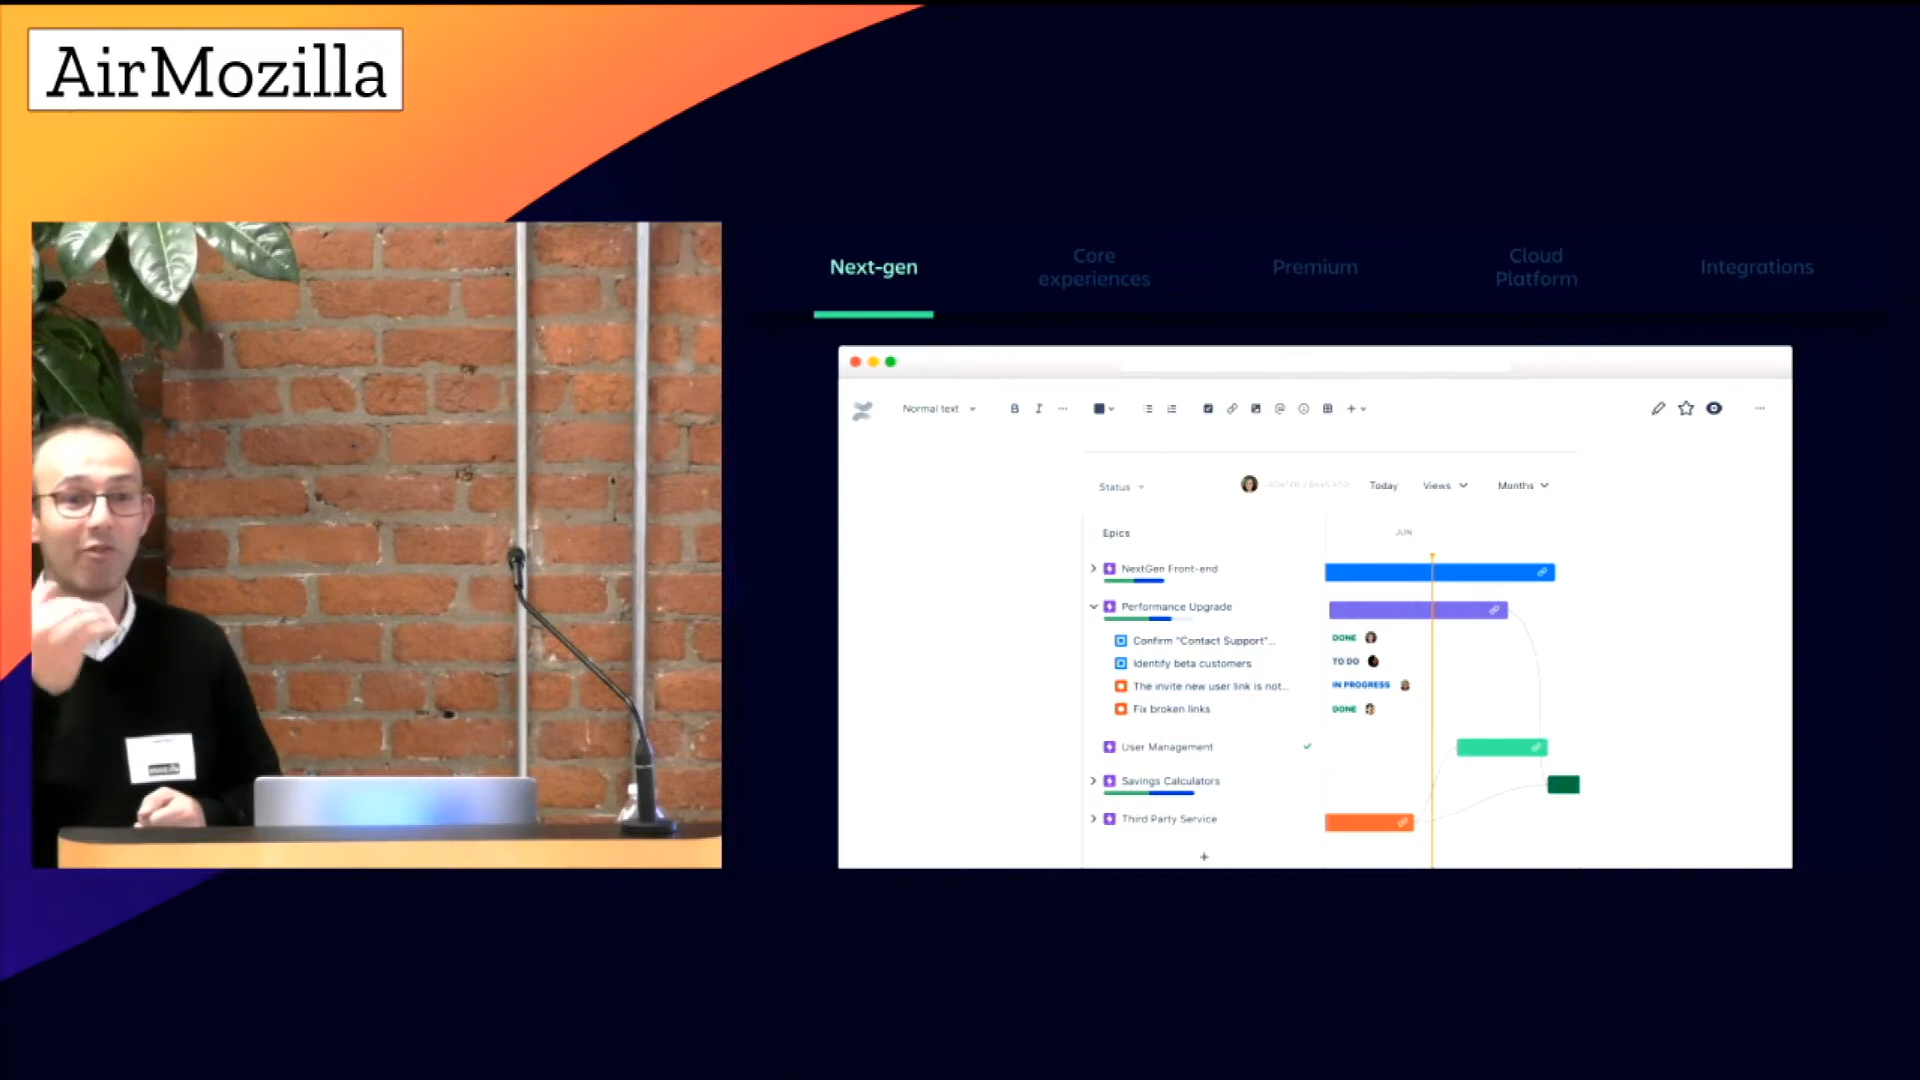 AirMozilla
Next-gen
Core
experiences
Premium
Cloud
Platform
Integrations
Normal text
Status
Today
Views
Months
Epics
JUN
NextGen Front-end
Performance Upgrade
Confirm "Contact Support"...
DONE
Identify beta customers
TO DO
The invite new user link is not...
IN PROGRESS
Fix broken links
DONE
User Management
Savings Calculators
Third Party Service